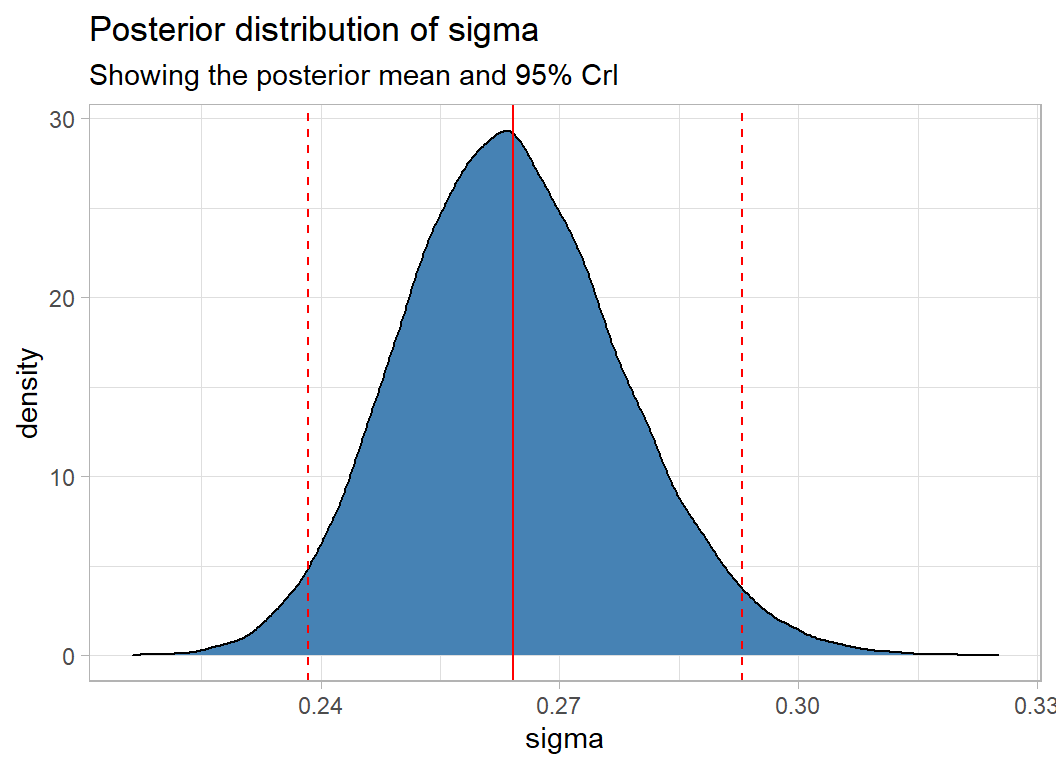 Posterior distribution of sigma
Showing the posterior mean and 95% CrI
30
20
10
0
density
0.24 0.27 0.30 0.33
sigma